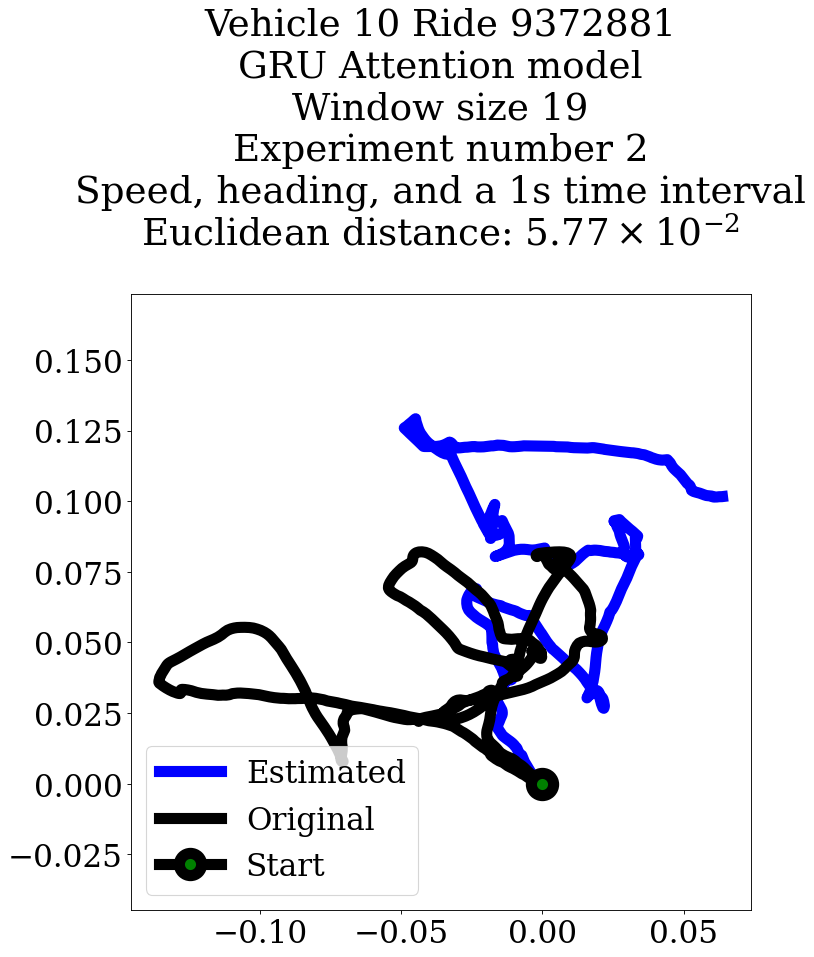 Vehicle 10 Ride 9372881
GRU Attention model
Window size 19
Experiment number 2
Speed, heading, and a 1s time interval
Euclidean distance: 5.77 × 10⁻²
0.150
0.125
0.100
0.075
0.050
0.025
0.000
−0.025
Estimated
Original
Start
−0.10
−0.05
0.00
0.05